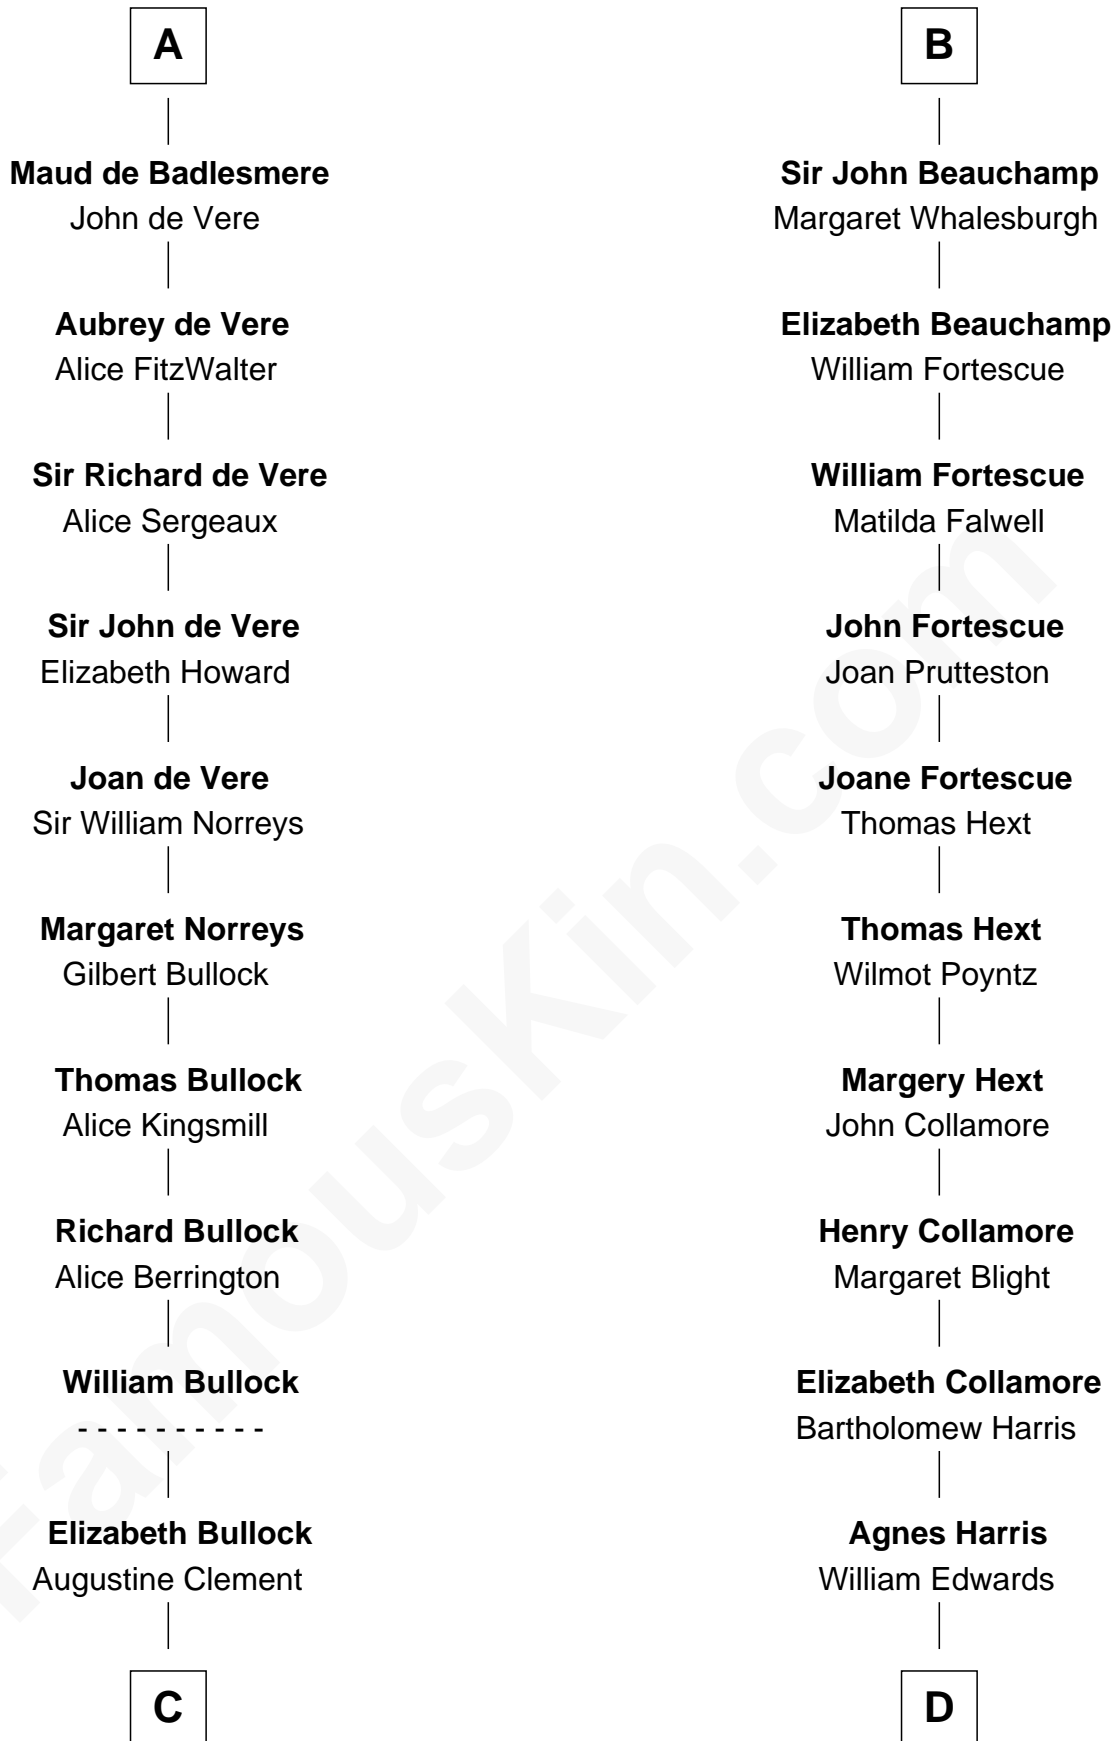 A
Maud de Badlesmere
John de Vere
Aubrey de Vere
Alice FitzWalter
Sir Richard de Vere
Alice Sergeaux
Sir John de Vere
Elizabeth Howard
Joan de Vere
Sir William Norreys
Margaret Norreys
Gilbert Bullock
Thomas Bullock
Alice Kingsmill
Richard Bullock
Alice Berrington
William Bullock
- - - - - - - - - -
Elizabeth Bullock
Augustine Clement
C
B
Sir John Beauchamp
Margaret Whalesburgh
Elizabeth Beauchamp
William Fortescue
William Fortescue
Matilda Falwell
John Fortescue
Joan Prutteston
Joane Fortescue
Thomas Hext
Thomas Hext
Wilmot Poyntz
Margery Hext
John Collamore
Henry Collamore
Margaret Blight
Elizabeth Collamore
Bartholomew Harris
Agnes Harris
William Edwards
D
FamousKin.com